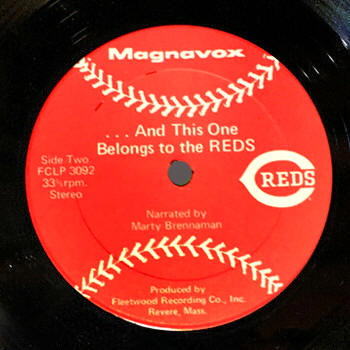 Magnavox
... And This One
Belongs to the REDS
Side Two
FCLP 3092
33⅓rpm.
Stereo
REDS
Narrated by
Marty Brennaman
Produced by
Fleetwood Recording Co., Inc.
Revere, Mass.